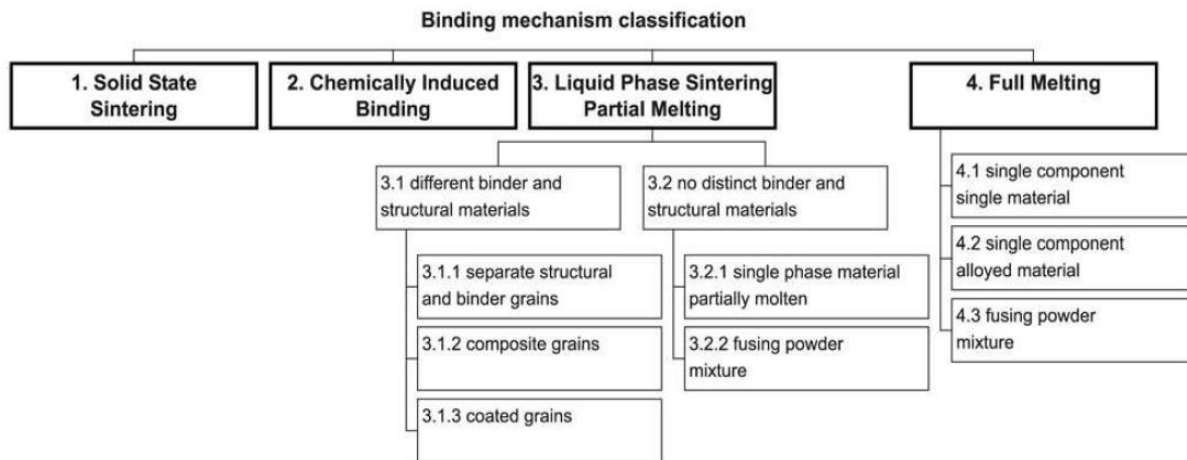 Binding mechanism classification
1. Solid State
Sintering
2. Chemically Induced
Binding
3. Liquid Phase Sintering
Partial Melting
4. Full Melting
3.1 different binder and
structural materials
3.1.1 separate structural
and binder grains
3.1.2 composite grains
3.1.3 coated grains
3.2 no distinct binder and
structural materials
3.2.1 single phase material
partially molten
3.2.2 fusing powder
mixture
4.1 single component
single material
4.2 single component
alloyed material
4.3 fusing powder
mixture